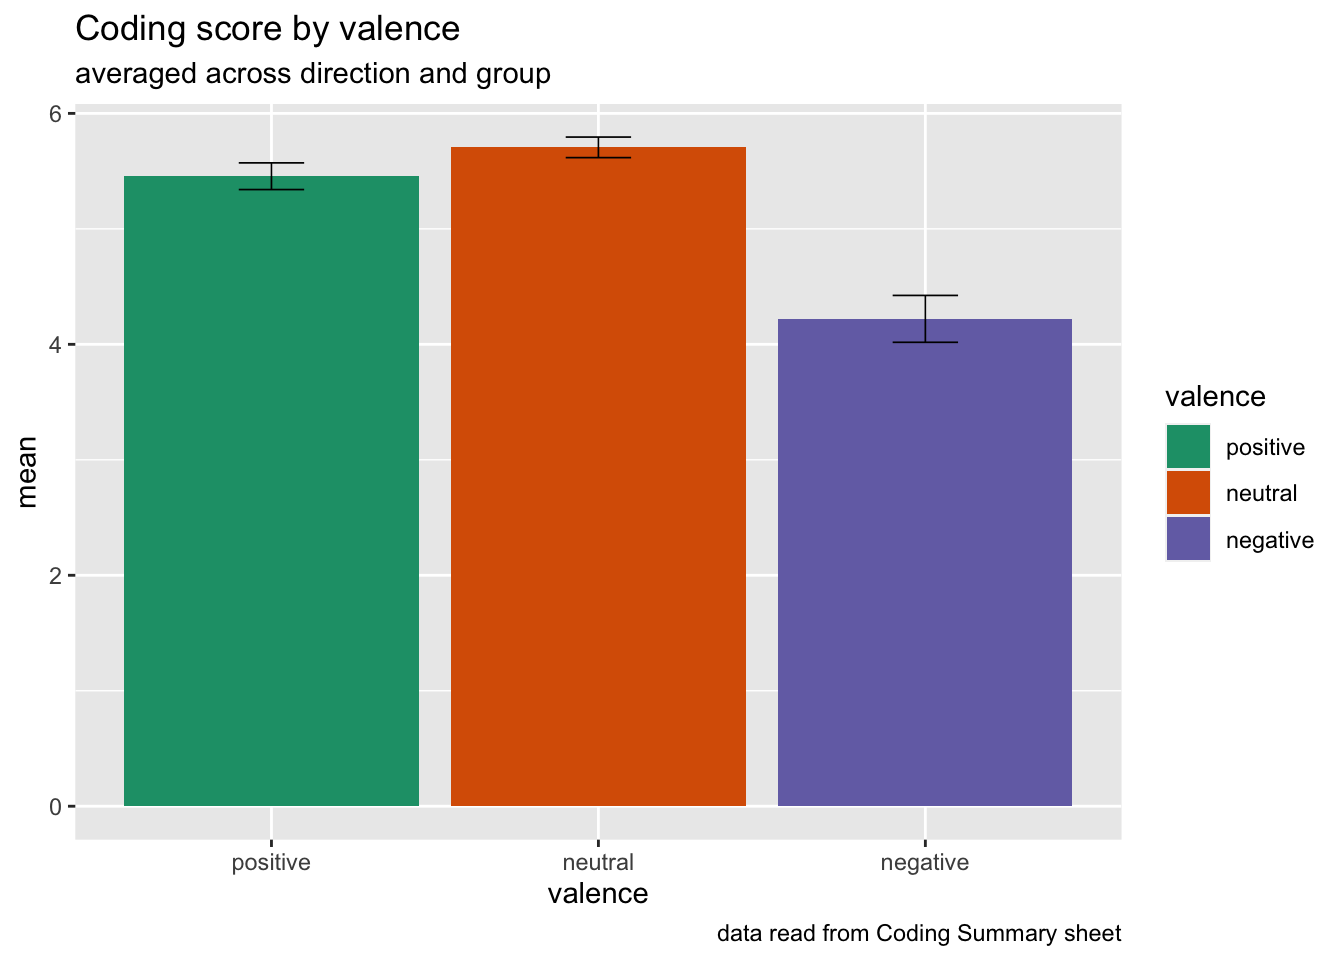 Coding score by valence
averaged across direction and group
6
4
2
0
mean
positive
neutral
negative
valence
valence
positive
neutral
negative
data read from Coding Summary sheet